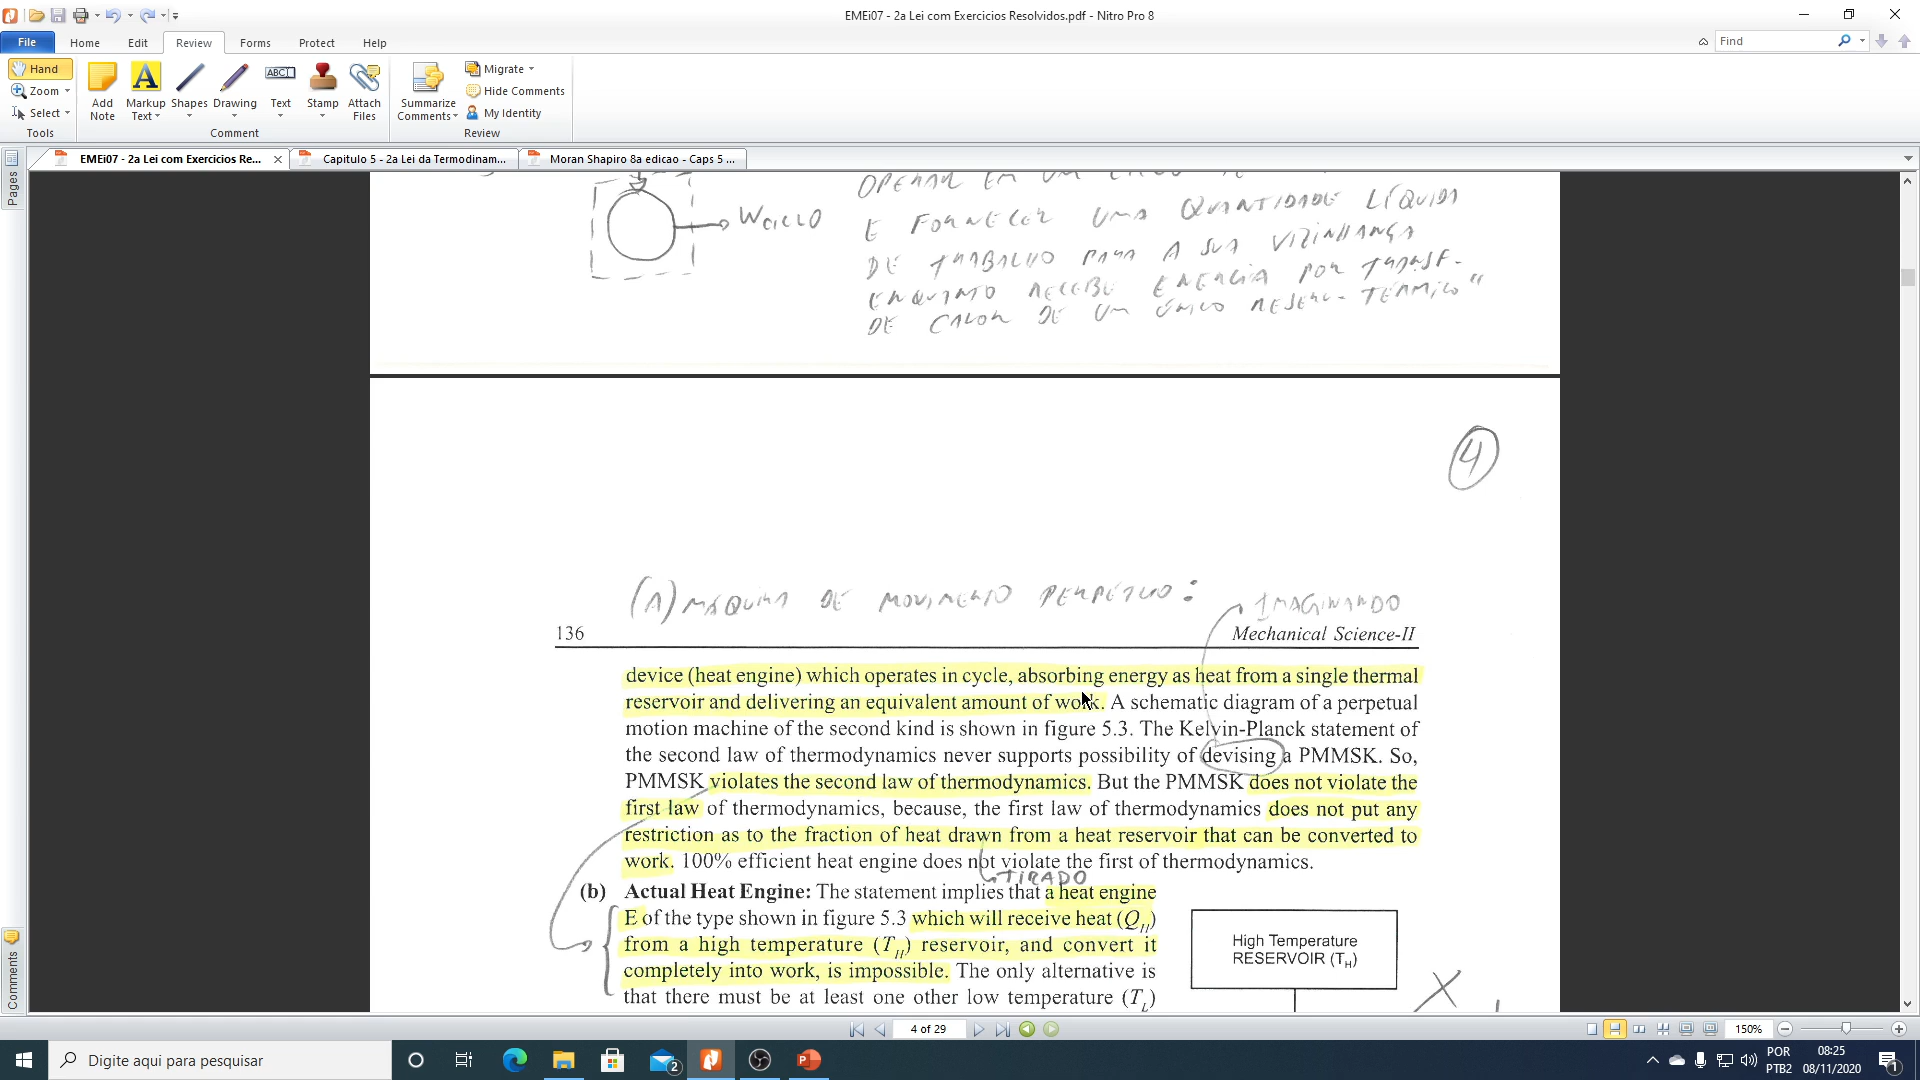 EMEi07 - 2a Lei com Exercicios Resolvidos.pdf - Nitro Pro 8
File Home Edit Review Forms Protect Help
Find
Hand
Zoom
Select
Tools
Add Note
Markup Text
Shapes
Drawing
Text
Stamp
Attach Files
Comment
Summarize Comments
Migrate
Hide Comments
My Identity
Review
EMEi07 - 2a Lei com Exercicios Re...
Capitulo 5 - 2a Lei da Termodinam...
Moran Shapiro 8a edicao - Caps 5 ...
Pages
Comments
WCICLO
OPERAR EM UM CICLO
E FORNECER UMA QUANTIDADE LÍQUIDA
DE TRABALHO PARA A SUA VIZINHANÇA
ENQUANTO RECEBE ENERGIA POR TRANSF.
DE CALOR DE UM ÚNICO RESERV. TÉRMICO"
4
(A) MÁQUINA DE MOVIMENTO PERPÉTUO:
IMAGINANDO
136 Mechanical Science-II
device (heat engine) which operates in cycle, absorbing energy as heat from a single thermal
reservoir and delivering an equivalent amount of work. A schematic diagram of a perpetual
motion machine of the second kind is shown in figure 5.3. The Kelvin-Planck statement of
the second law of thermodynamics never supports possibility of devising a PMMSK. So,
PMMSK violates the second law of thermodynamics. But the PMMSK does not violate the
first law of thermodynamics, because, the first law of thermodynamics does not put any
restriction as to the fraction of heat drawn from a heat reservoir that can be converted to
work. 100% efficient heat engine does not violate the first of thermodynamics.
TIRADO
(b) Actual Heat Engine: The statement implies that a heat engine
E of the type shown in figure 5.3 which will receive heat (QH)
from a high temperature (TH) reservoir, and convert it
completely into work, is impossible. The only alternative is
that there must be at least one other low temperature (TL)
High Temperature
RESERVOIR (TH)
X
4 of 29
150%
Digite aqui para pesquisar
2
POR
PTB2
08:25
08/11/2020
1